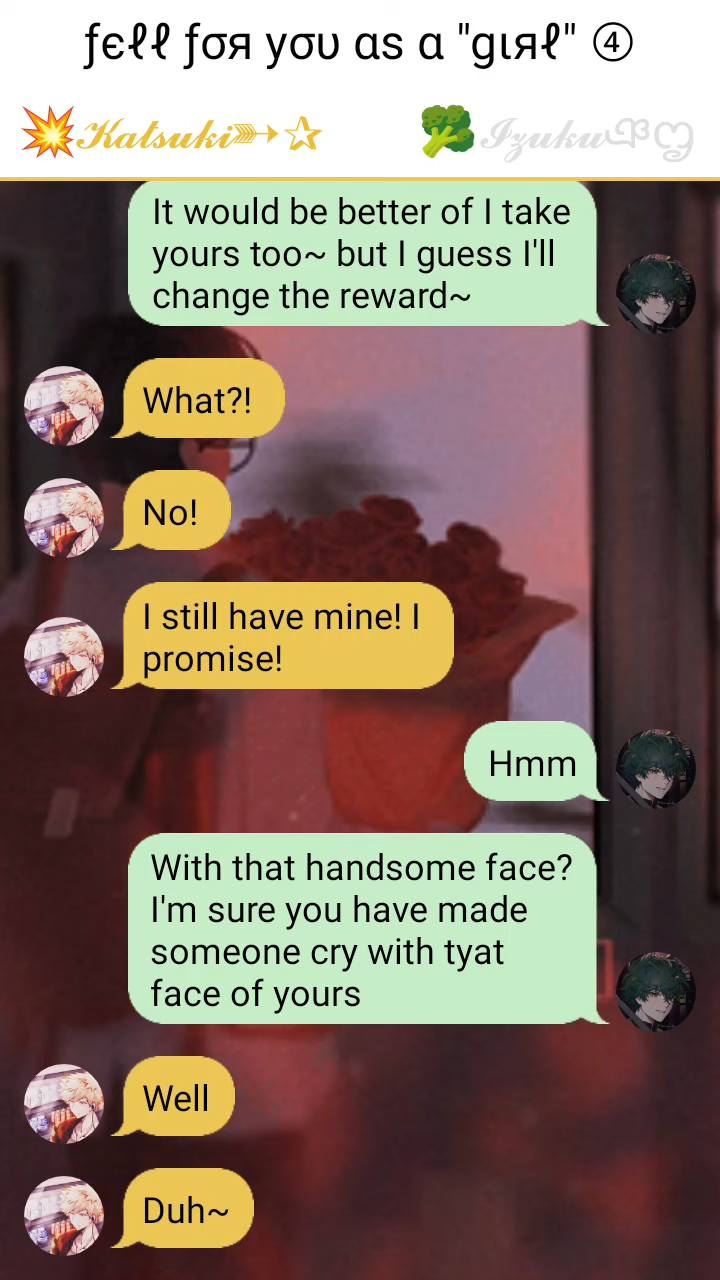 ƒєℓℓ ƒσя уσυ αѕ α "gιяℓ" ④
💥𝓚𝓪𝓽𝓼𝓾𝓴𝓲➵☆ 🥦𝓘𝔃𝓾𝓴𝓾
It would be better of I take
yours too~ but I guess I'll
change the reward~
What?!
No!
I still have mine! I
promise!
Hmm
With that handsome face?
I'm sure you have made
someone cry with tyat
face of yours
Well
Duh~